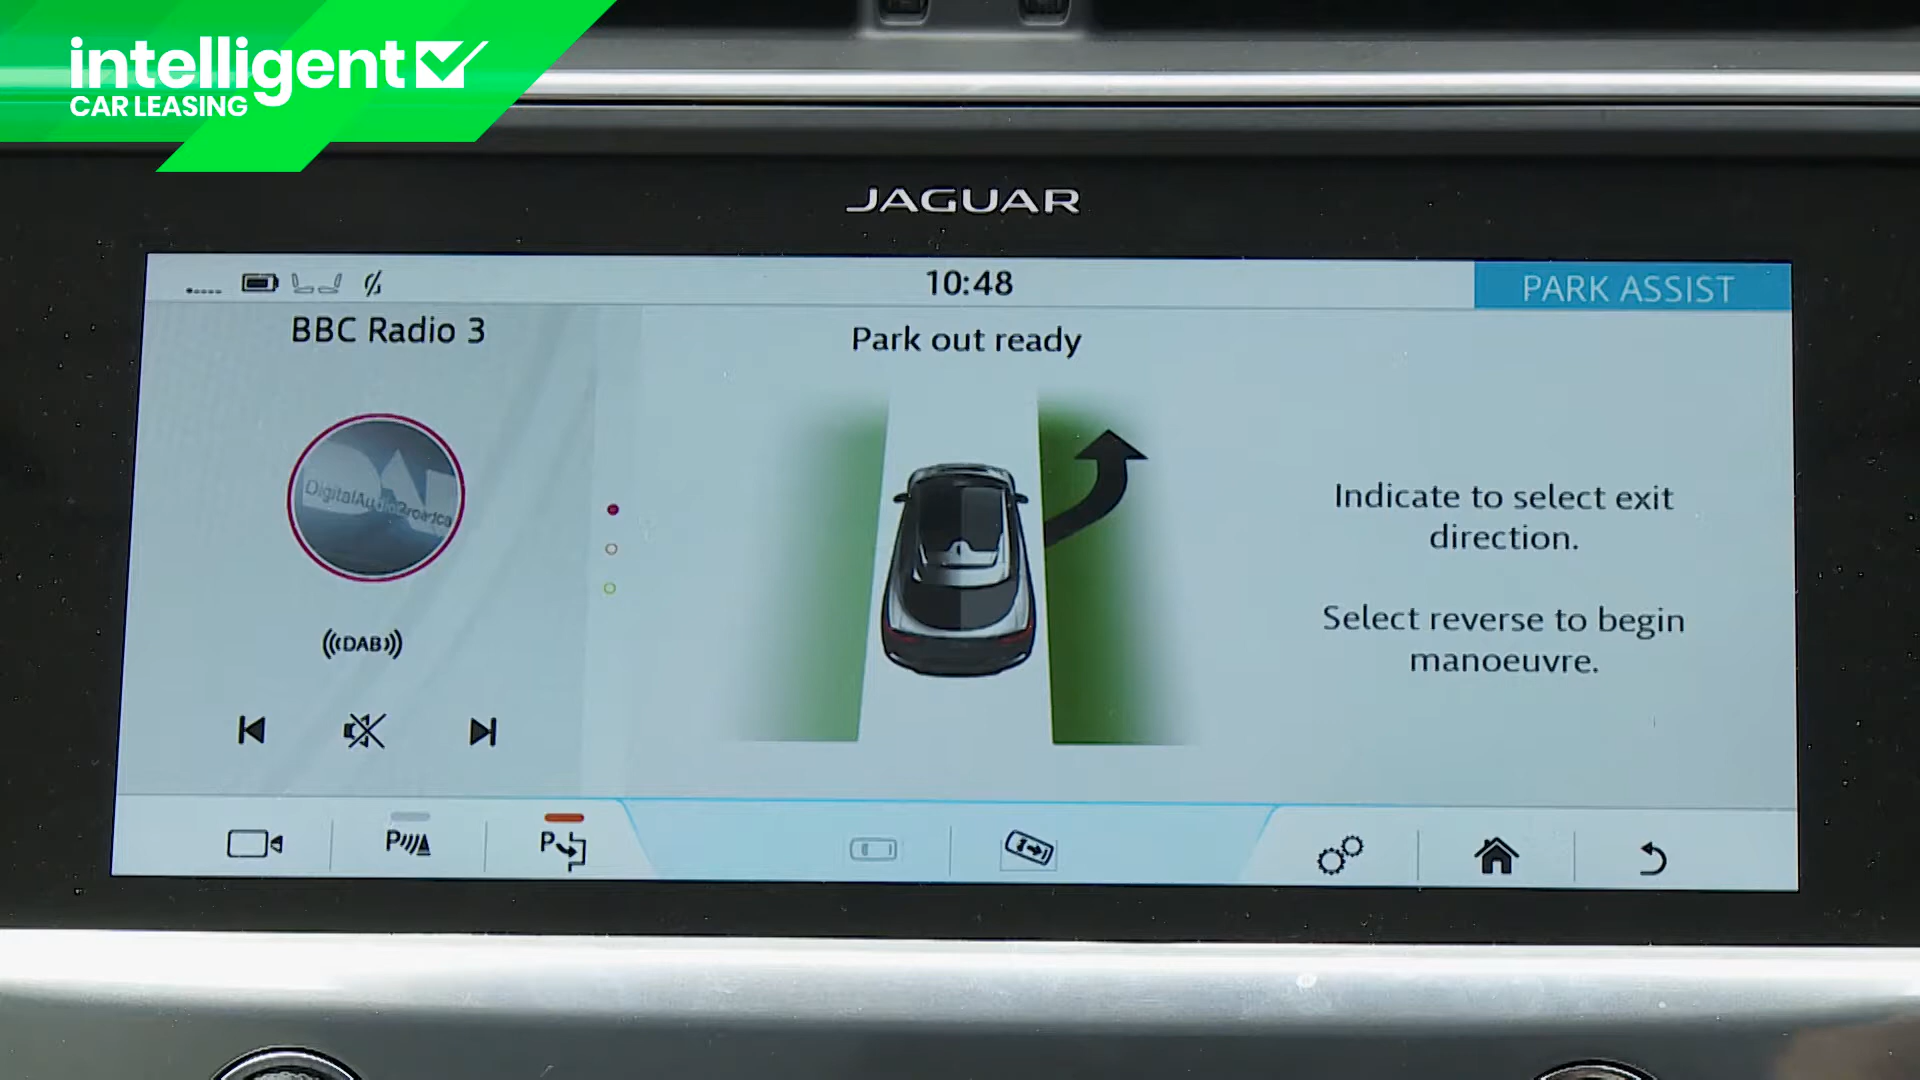 intelligent
CAR LEASING
JAGUAR
10:48
PARK ASSIST
BBC Radio 3
Park out ready
Indicate to select exit
direction.
Select reverse to begin
manoeuvre.
DAB
P
P